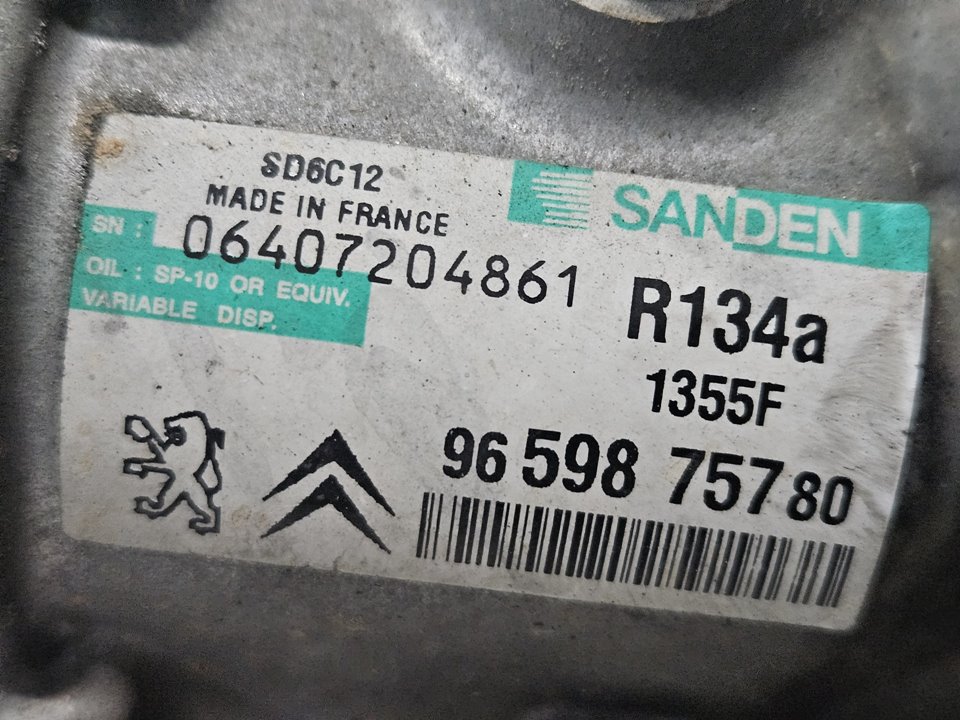 SD6C12
MADE IN FRANCE
SANDEN
SN : 06407204861
OIL : SP-10 OR EQUIV.
VARIABLE DISP.
R134a
1355F
96 598 757 80